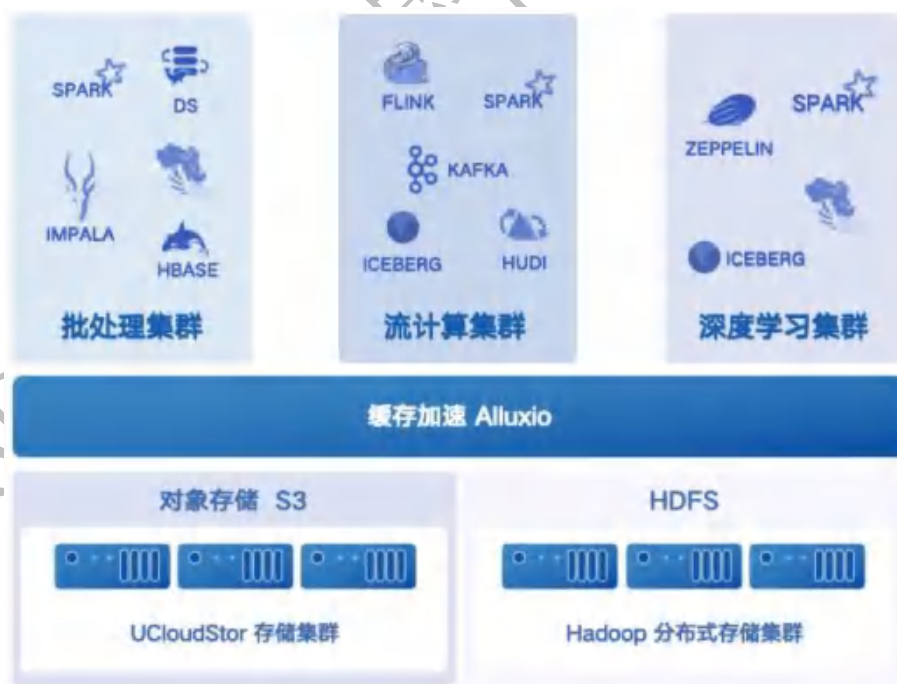 SPARK
DS
IMPALA
HBASE
批处理集群
FLINK
SPARK
KAFKA
ICEBERG
HUDI
流计算集群
ZEPPELIN
SPARK
ICEBERG
深度学习集群
缓存加速 Alluxio
对象存储 S3
UCloudStor 存储集群
HDFS
Hadoop 分布式存储集群